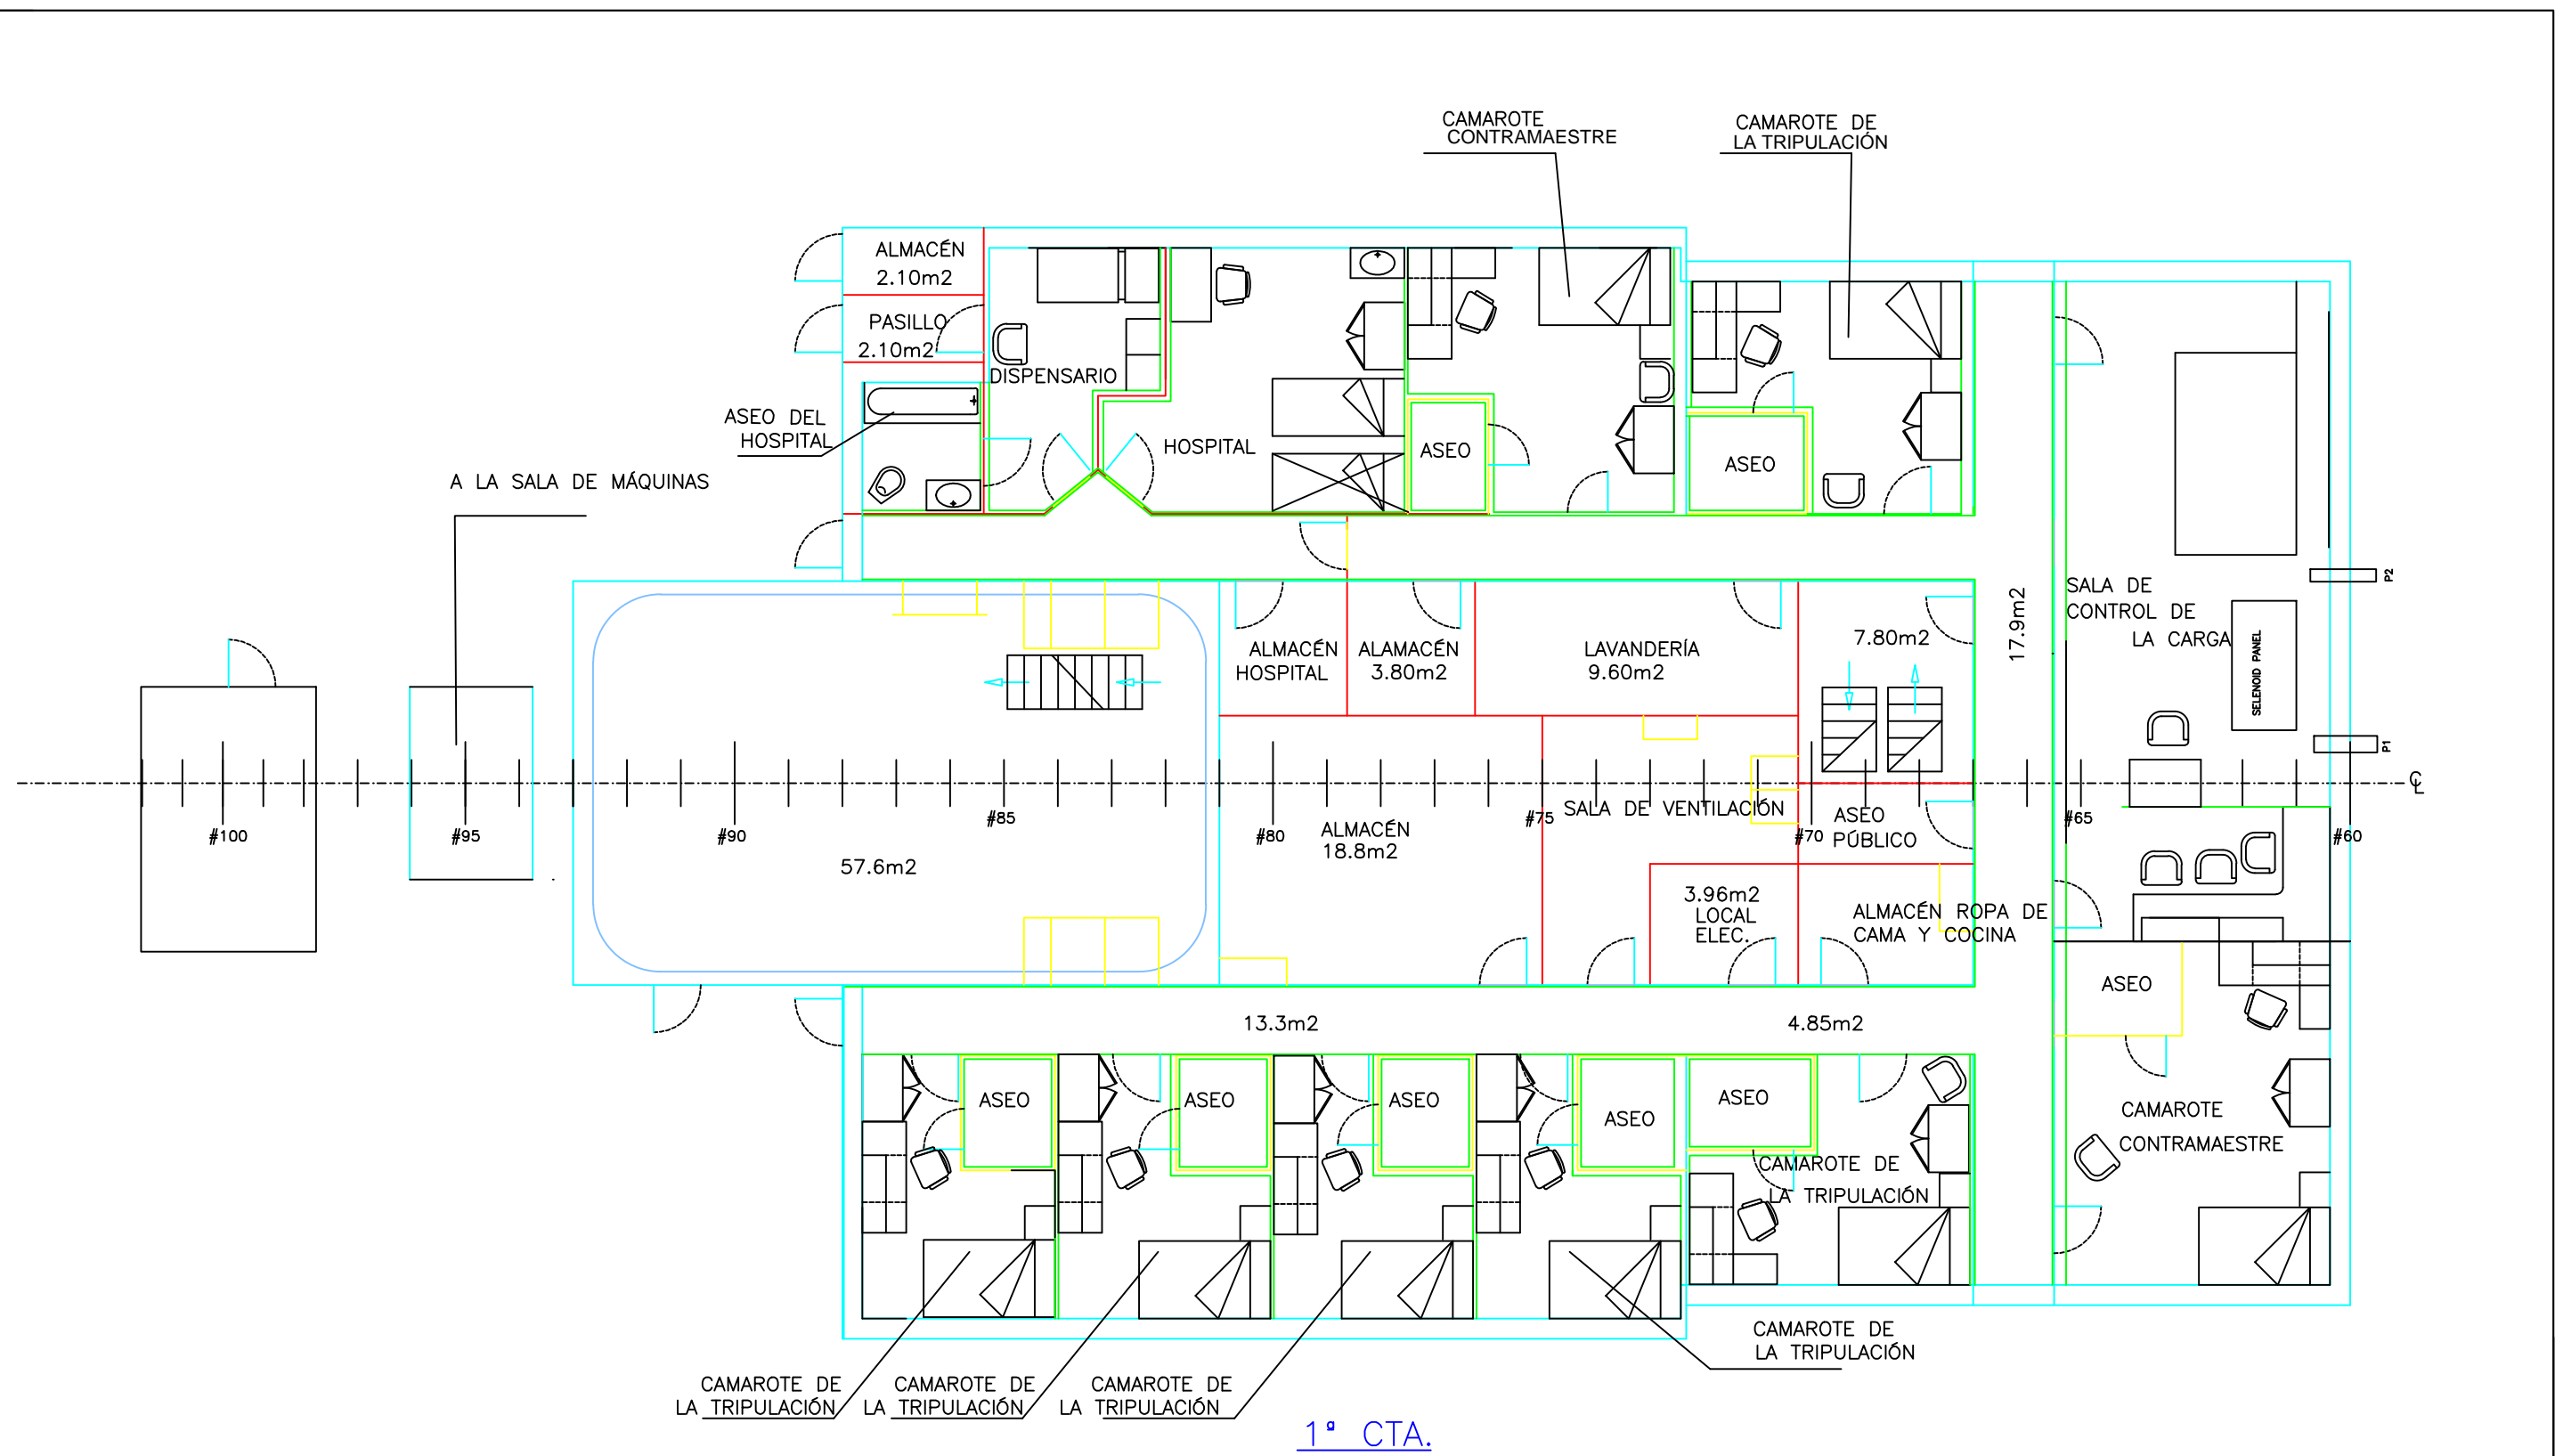 CAMAROTE
CONTRAMAESTRE
CAMAROTE DE
LA TRIPULACIÓN
ALMACÉN
2.10m2
PASILLO
2.10m2
DISPENSARIO
ASEO DEL
HOSPITAL
HOSPITAL
ASEO
ASEO
A LA SALA DE MÁQUINAS
SALA DE
CONTROL DE
LA CARGA
17.9m2
P2
SELENOID PANEL
P1
ALMACÉN
HOSPITAL
ALAMACÉN
3.80m2
LAVANDERÍA
9.60m2
7.80m2
#100
#95
#90
#85
#80
#75
#70
#65
#60
℄
57.6m2
ALMACÉN
18.8m2
SALA DE VENTILACIÓN
ASEO
PÚBLICO
3.96m2
LOCAL
ELEC.
ALMACÉN ROPA DE
CAMA Y COCINA
13.3m2
4.85m2
ASEO
ASEO
ASEO
ASEO
ASEO
ASEO
CAMAROTE DE
LA TRIPULACIÓN
CAMAROTE
CONTRAMAESTRE
CAMAROTE DE
LA TRIPULACIÓN
CAMAROTE DE
LA TRIPULACIÓN
CAMAROTE DE
LA TRIPULACIÓN
CAMAROTE DE
LA TRIPULACIÓN
1ª CTA.